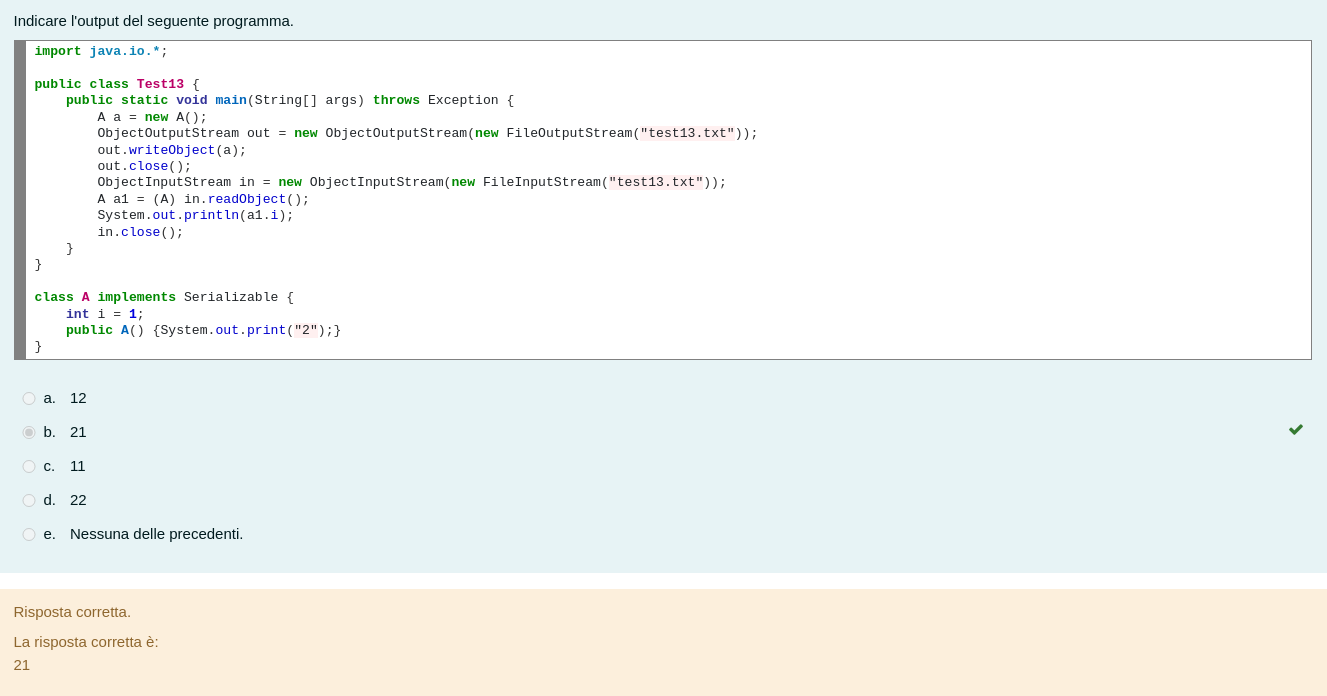 Indicare l'output del seguente programma.
import java.io.*;
public class Test13 {
    public static void main(String[] args) throws Exception {
        A a = new A();
        ObjectOutputStream out = new ObjectOutputStream(new FileOutputStream("test13.txt"));
        out.writeObject(a);
        out.close();
        ObjectInputStream in = new ObjectInputStream(new FileInputStream("test13.txt"));
        A a1 = (A) in.readObject();
        System.out.println(a1.i);
        in.close();
    }
}
class A implements Serializable {
    int i = 1;
    public A() {System.out.print("2");}
}
a. 12
b. 21
c. 11
d. 22
e. Nessuna delle precedenti.
Risposta corretta.
La risposta corretta è:
21